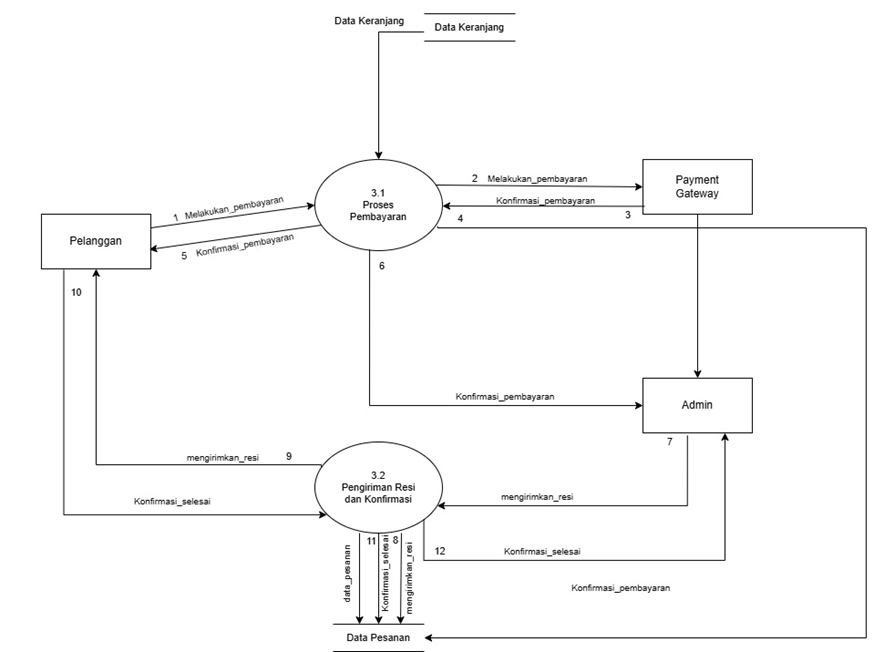 Data Keranjang
Data Keranjang
3.1
Proses
Pembayaran
2 Melakukan_pembayaran
Payment
Gateway
Konfirmasi_pembayaran
3
1 Melakukan_pembayaran
4
Pelanggan
5 Konfirmasi_pembayaran
6
10
Konfirmasi_pembayaran
Admin
7
mengirimkan_resi 9
3.2
Pengiriman Resi
dan Konfirmasi
mengirimkan_resi
Konfirmasi_selesai
11
8
12
Konfirmasi_selesai
data_pesanan
Konfirmasi_selesai
mengirimkan_resi
Konfirmasi_pembayaran
Data Pesanan